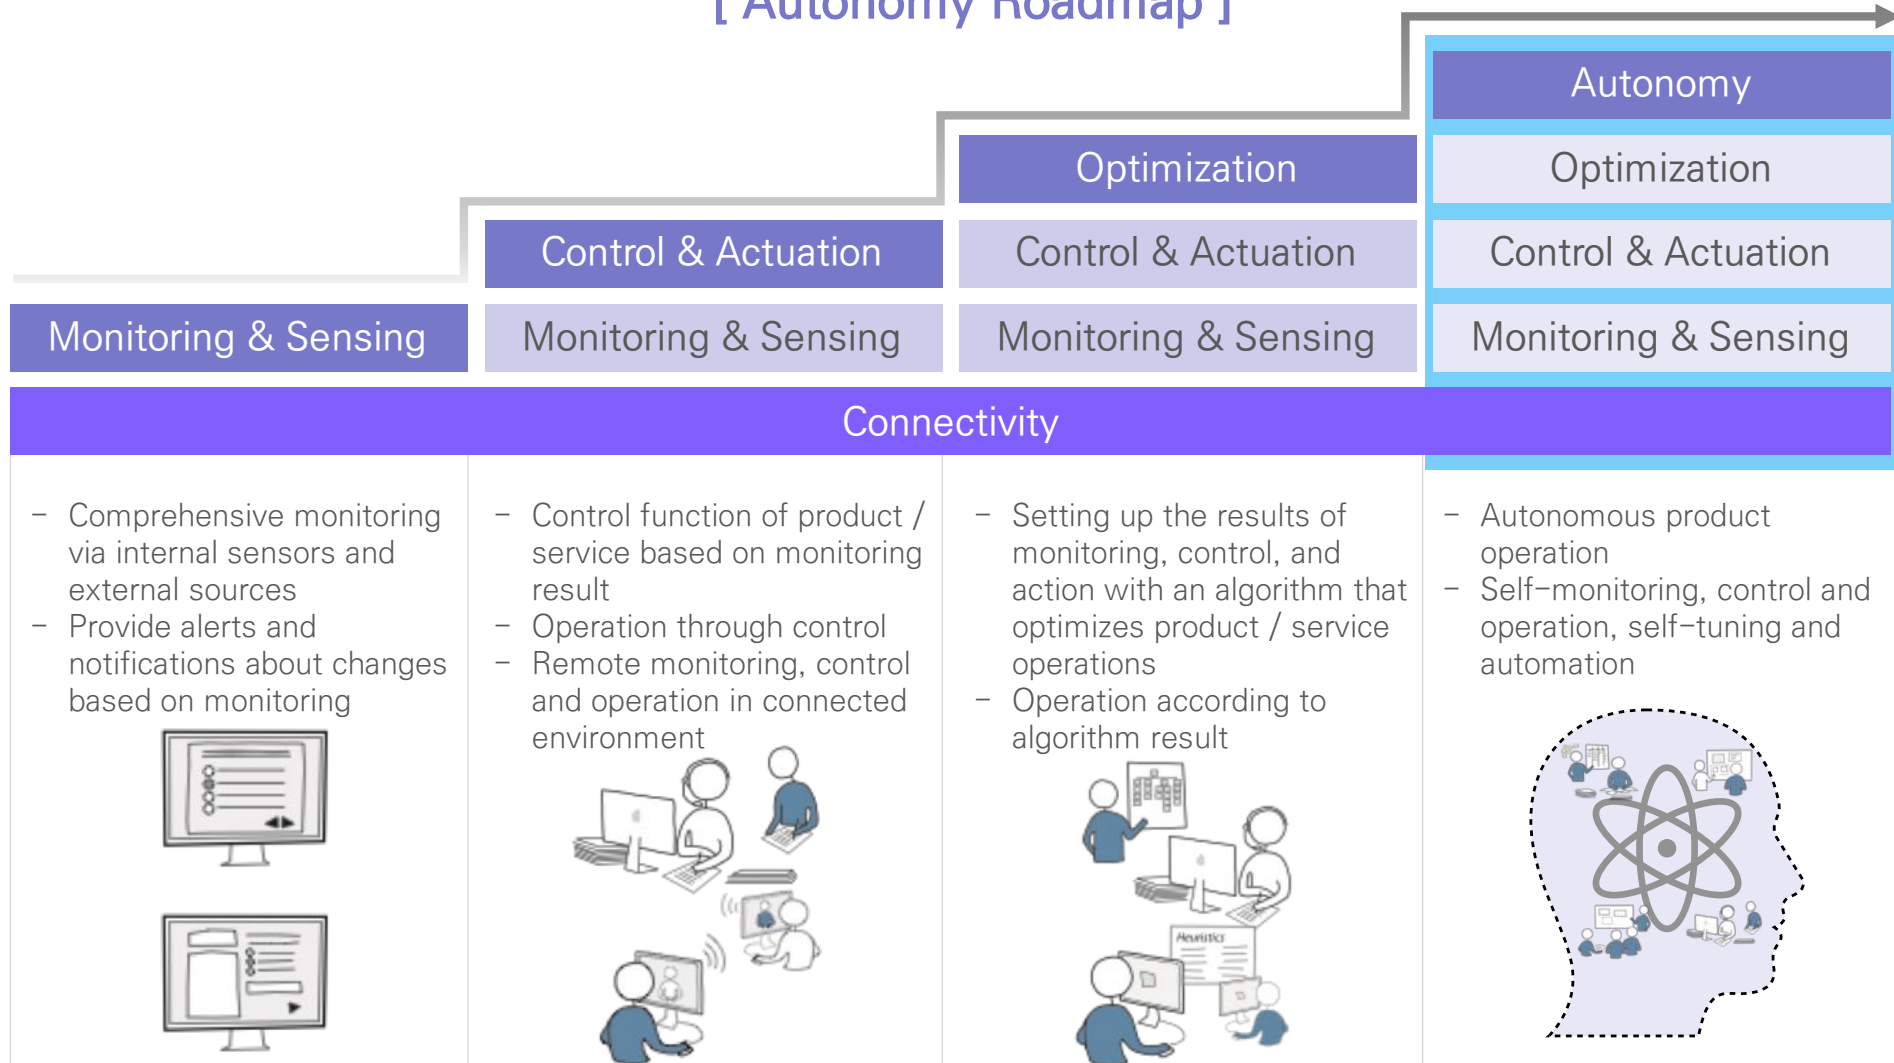 [ Autonomy Roadmap ]
Autonomy
Optimization
Optimization
Control & Actuation
Control & Actuation
Control & Actuation
Monitoring & Sensing
Monitoring & Sensing
Monitoring & Sensing
Monitoring & Sensing
Connectivity
- Comprehensive monitoring
via internal sensors and
external sources
- Provide alerts and
notifications about changes
based on monitoring
- Control function of product /
service based on monitoring
result
- Operation through control
- Remote monitoring, control
and operation in connected
environment
- Setting up the results of
monitoring, control, and
action with an algorithm that
optimizes product / service
operations
- Operation according to
algorithm result
- Autonomous product
operation
- Self-monitoring, control and
operation, self-tuning and
automation
Heuristics